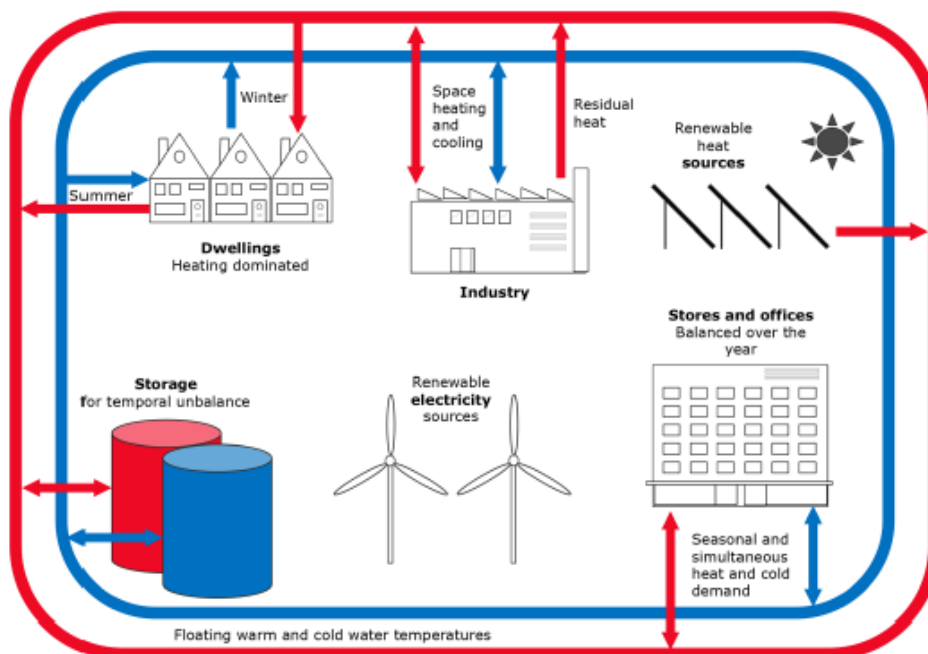 Winter
Summer
Dwellings
Heating dominated
Space
heating
and
cooling
Residual
heat
Industry
Renewable
heat
sources
Stores and offices
Balanced over the
year
Storage
for temporal unbalance
Renewable
electricity
sources
Seasonal and
simultaneous
heat and cold
demand
Floating warm and cold water temperatures